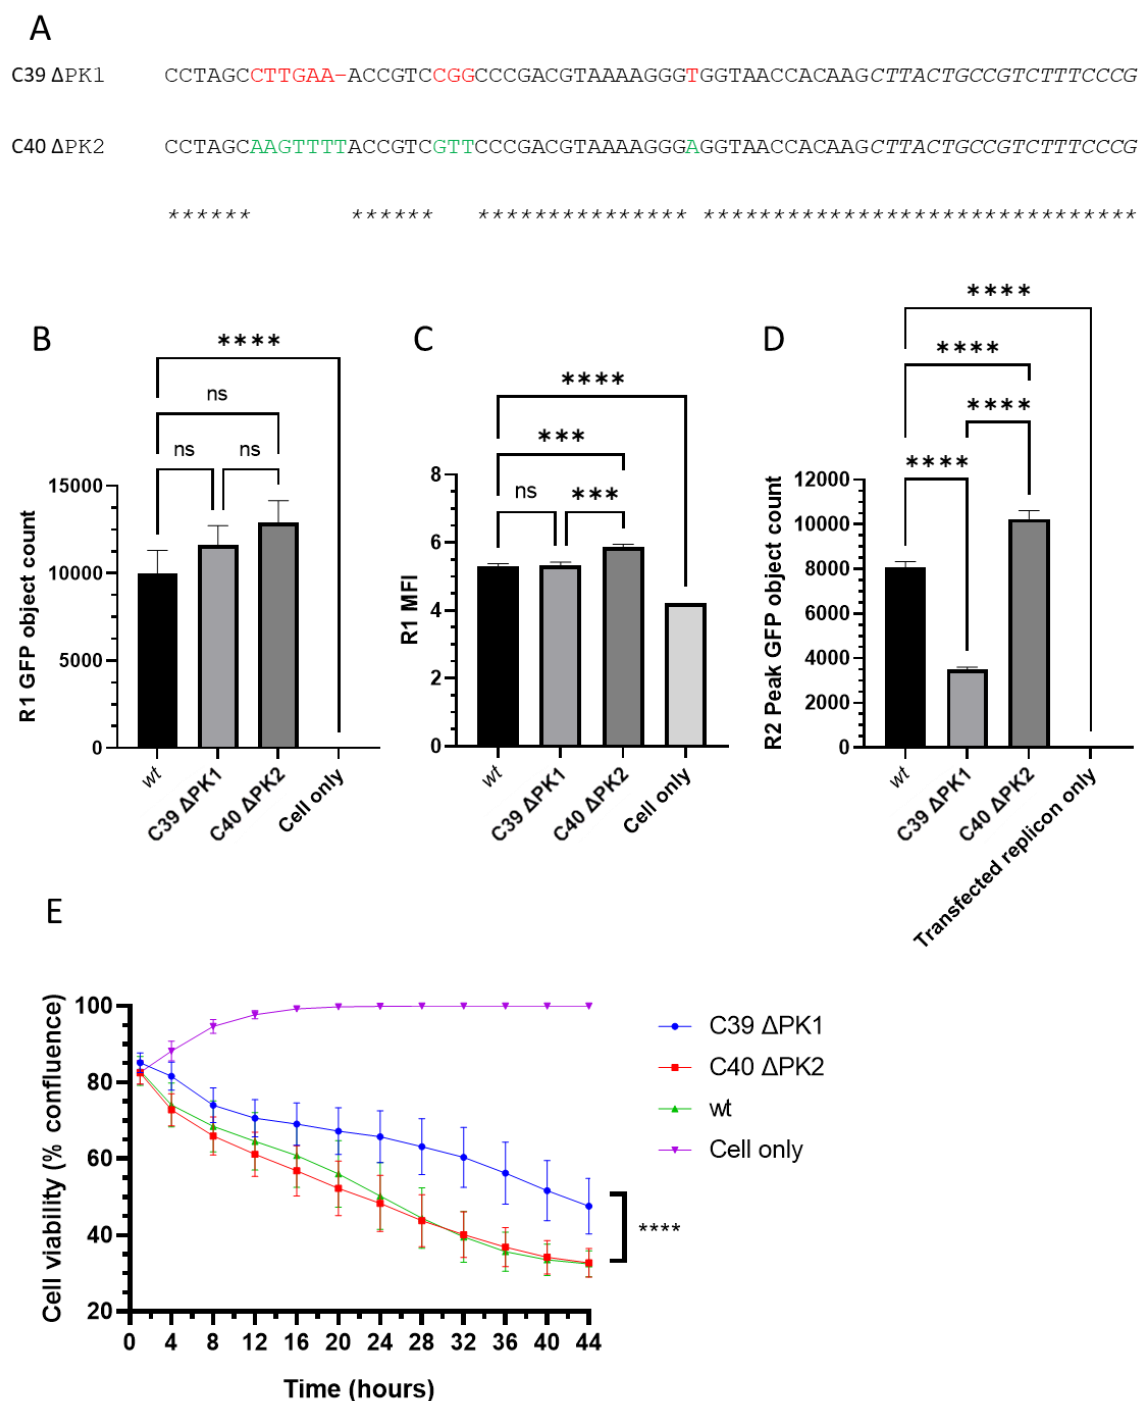 A
C39 ΔPK1 CCTAGCCTTGAA-ACCGTCCGGCCCGACGTAAAAGGGTGGTAACCACAAGCTTACTGCCGTCTTTCCCG
C40 ΔPK2 CCTAGCAAGTTTTACCGTCGTTCCCGACGTAAAAGGGAGGTAACCACAAGCTTACTGCCGTCTTTCCCG
****** ****** *************** *******************************
B
****
ns
ns ns
15000
10000
5000
0
R1 GFP object count
wt
C39 ΔPK1
C40 ΔPK2
Cell only
C
****
***
ns ***
8
6
4
2
0
R1 MFI
wt
C39 ΔPK1
C40 ΔPK2
Cell only
D
****
****
****
****
12000
10000
8000
6000
4000
2000
0
R2 Peak GFP object count
wt
C39 ΔPK1
C40 ΔPK2
Transfected replicon only
E
100
80
60
40
20
Cell viability (% confluence)
0 4 8 12 16 20 24 28 32 36 40 44
Time (hours)
C39 ΔPK1
C40 ΔPK2
wt
Cell only
****